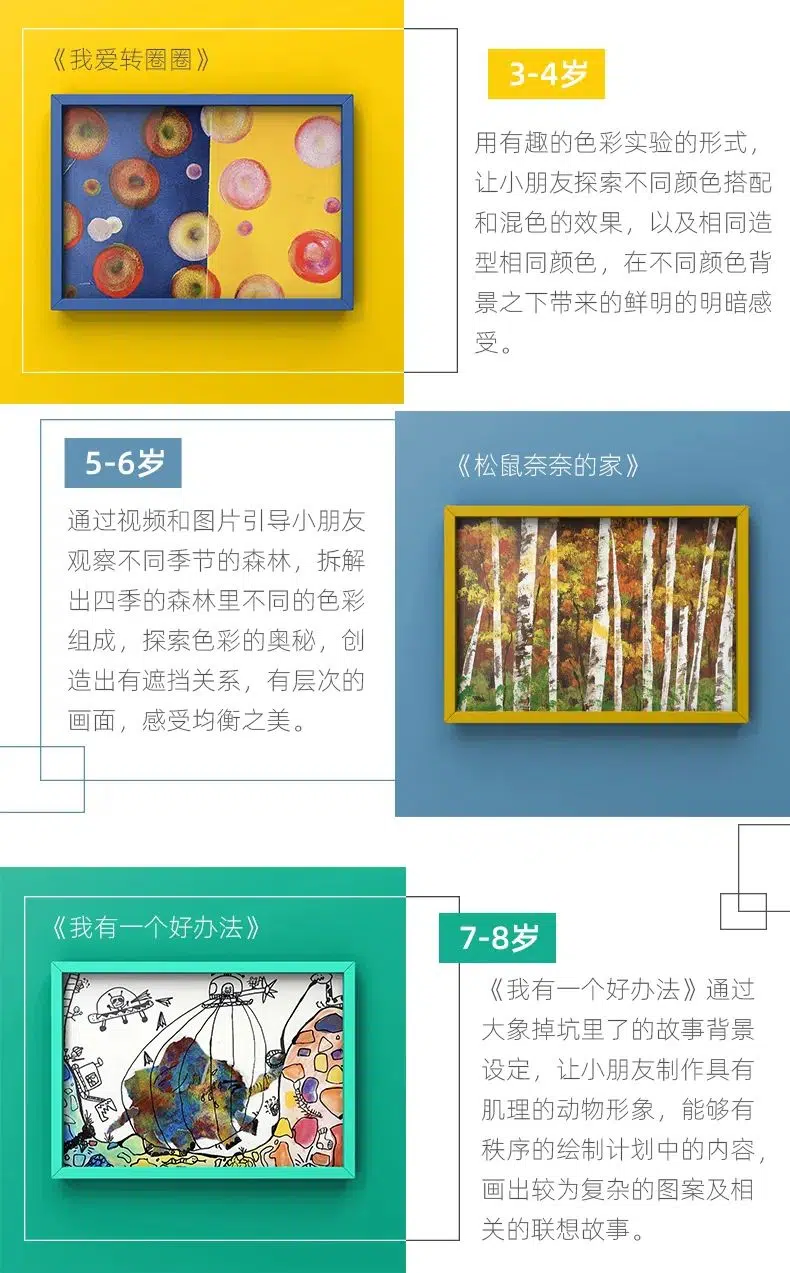 《我爱转圈圈》
3-4岁
用有趣的色彩实验的形式，
让小朋友探索不同颜色搭配
和混色的效果，以及相同造
型相同颜色，在不同颜色背
景之下带来的鲜明的明暗感
受。
5-6岁
通过视频和图片引导小朋友
观察不同季节的森林，拆解
出四季的森林里不同的色彩
组成，探索色彩的奥秘，创
造出有遮挡关系，有层次的
画面，感受均衡之美。
《松鼠奈奈的家》
《我有一个好办法》
7-8岁
《我有一个好办法》通过
大象掉坑里了的故事背景
设定，让小朋友制作具有
肌理的动物形象，能够有
秩序的绘制计划中的内容，
画出较为复杂的图案及相
关的联想故事。